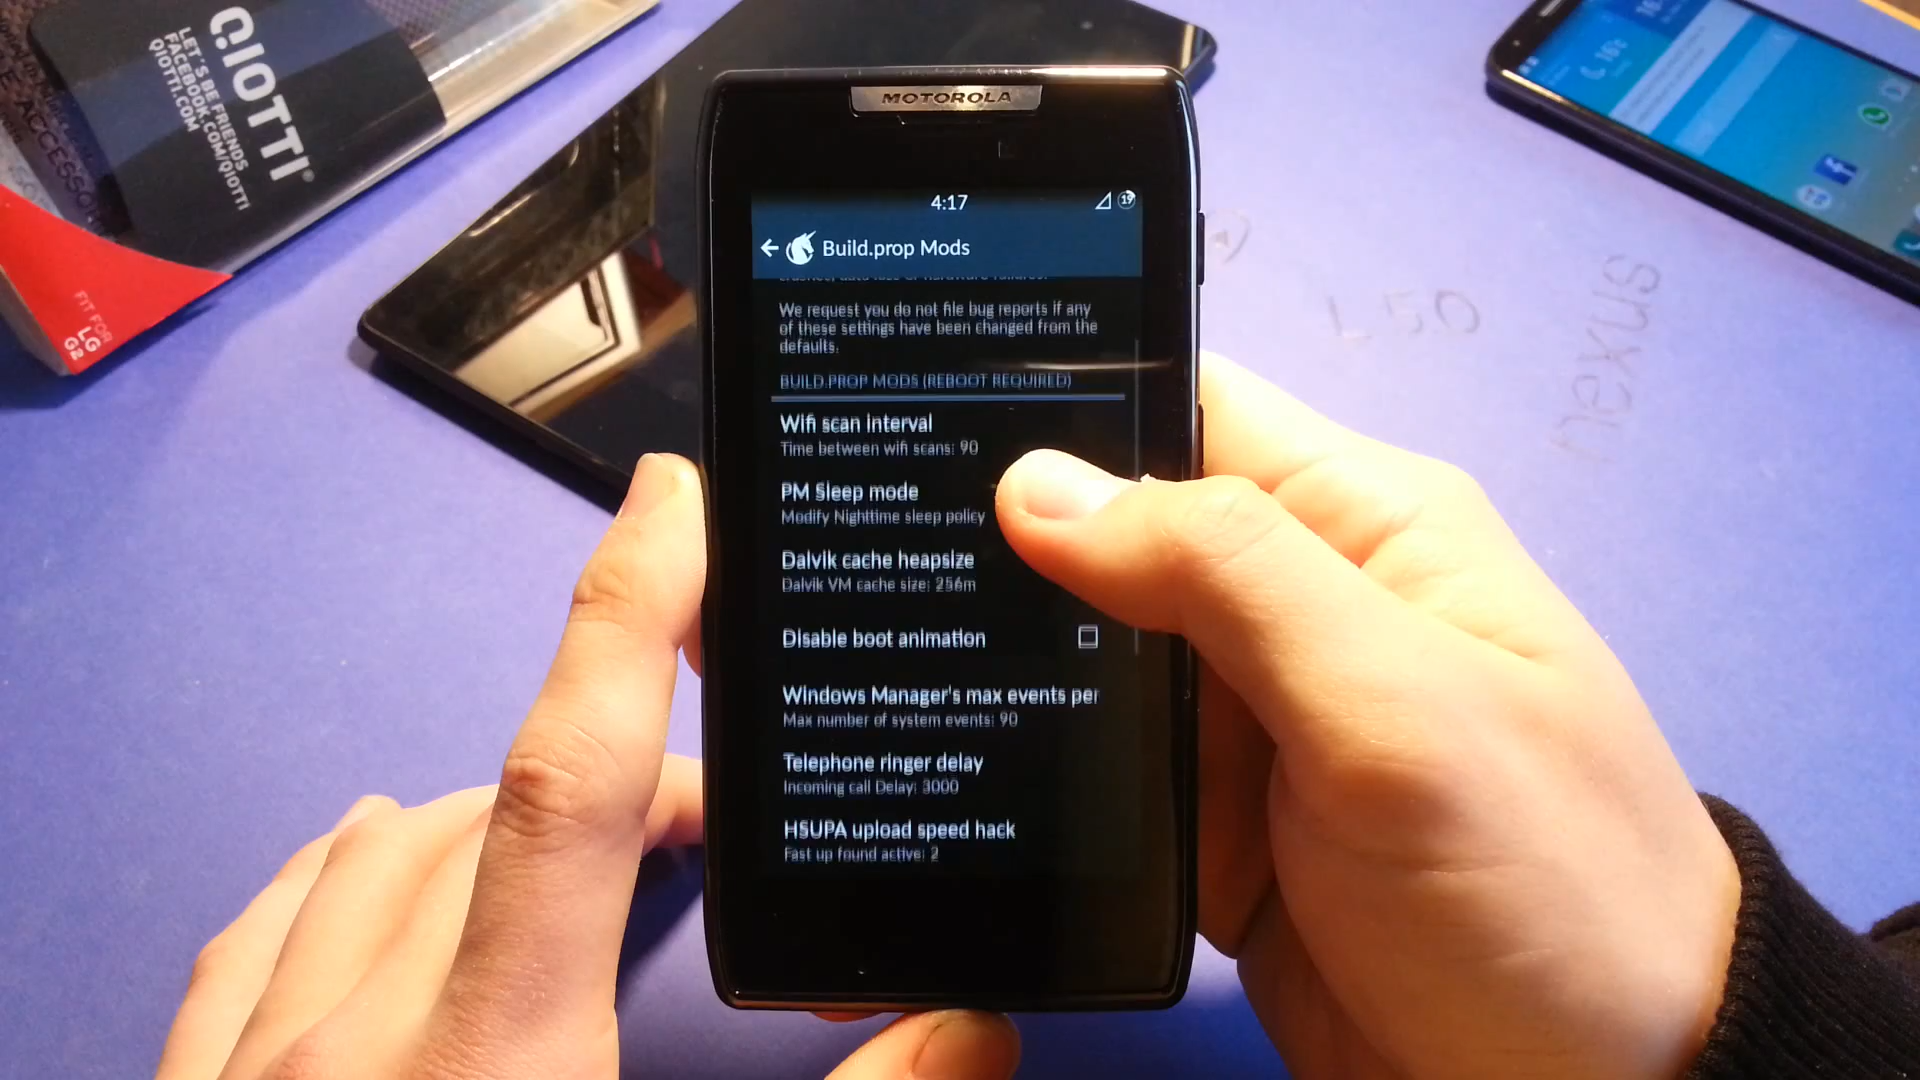 QIOTTI®
LET'S BE FRIENDS
FACEBOOK.COM/QIOTTI
QIOTTI.COM
FIT FOR
LG
G2
MOTOROLA
4:17
19
Build.prop Mods
We request you do not file bug reports if any
of these settings have been changed from the
defaults.
BUILD.PROP MODS (REBOOT REQUIRED)
Wifi scan interval
Time between wifi scans: 90
PM Sleep mode
Modify Nighttime sleep policy
Dalvik cache heapsize
Dalvik VM cache size: 256m
Disable boot animation
Windows Manager's max events per
Max number of system events: 90
Telephone ringer delay
Incoming call Delay: 3000
HSUPA upload speed hack
Fast up found active: 2
L50
nexus